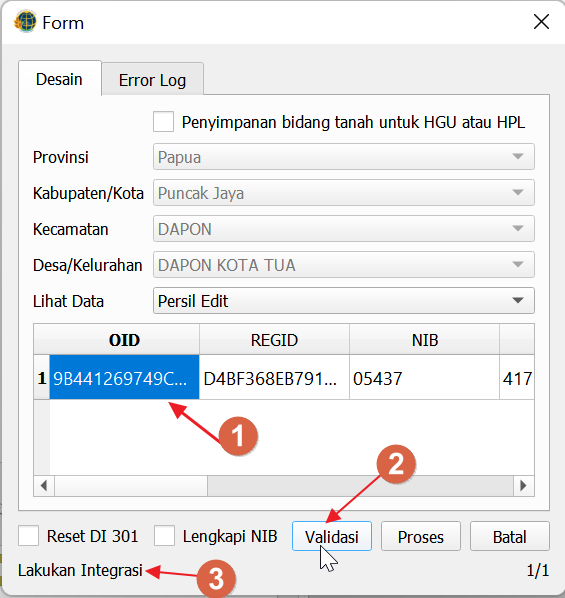 Form
Desain Error Log
Penyimpanan bidang tanah untuk HGU atau HPL
Provinsi Papua
Kabupaten/Kota Puncak Jaya
Kecamatan DAPON
Desa/Kelurahan DAPON KOTA TUA
Lihat Data Persil Edit
OID REGID NIB
1 9B441269749C... D4BF368EB791... 05437 417
1
2
Reset DI 301 Lengkapi NIB Validasi Proses Batal
Lakukan Integrasi 3 1/1